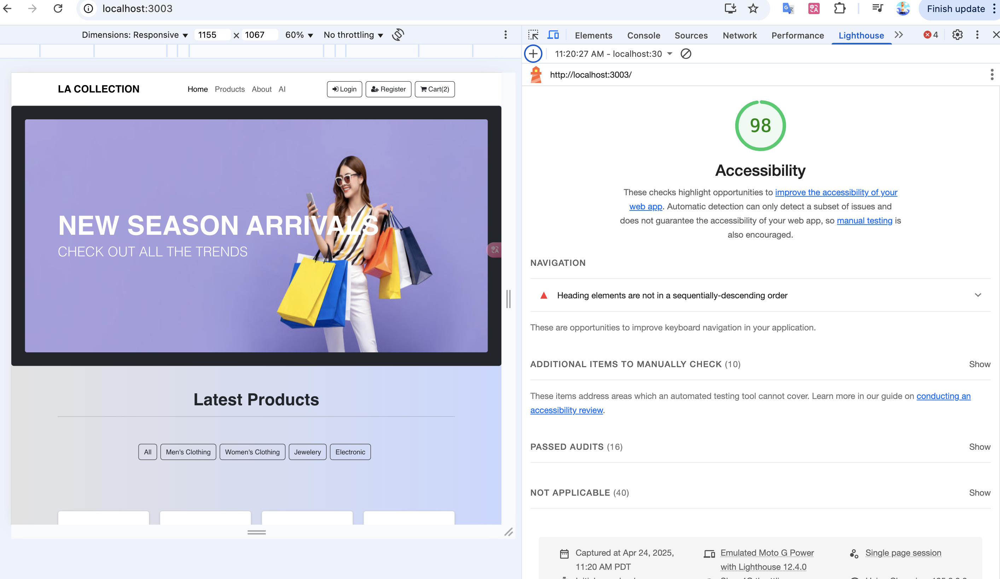 localhost:3003
Finish update
Dimensions: Responsive 1155 x 1067 60% No throttling
Elements Console Sources Network Performance Lighthouse 4
11:20:27 AM - localhost:30
http://localhost:3003/
LA COLLECTION
Home Products About AI
Login Register Cart(2)
NEW SEASON ARRIVALS
CHECK OUT ALL THE TRENDS
Latest Products
All Men's Clothing Women's Clothing Jewelery Electronic
98
Accessibility
These checks highlight opportunities to improve the accessibility of your
web app. Automatic detection can only detect a subset of issues and
does not guarantee the accessibility of your web app, so manual testing is
also encouraged.
NAVIGATION
Heading elements are not in a sequentially-descending order
These are opportunities to improve keyboard navigation in your application.
ADDITIONAL ITEMS TO MANUALLY CHECK (10) Show
These items address areas which an automated testing tool cannot cover. Learn more in our guide on conducting an
accessibility review.
PASSED AUDITS (16) Show
NOT APPLICABLE (40) Show
Captured at Apr 24, 2025,
11:20 AM PDT
Emulated Moto G Power
with Lighthouse 12.4.0
Single page session